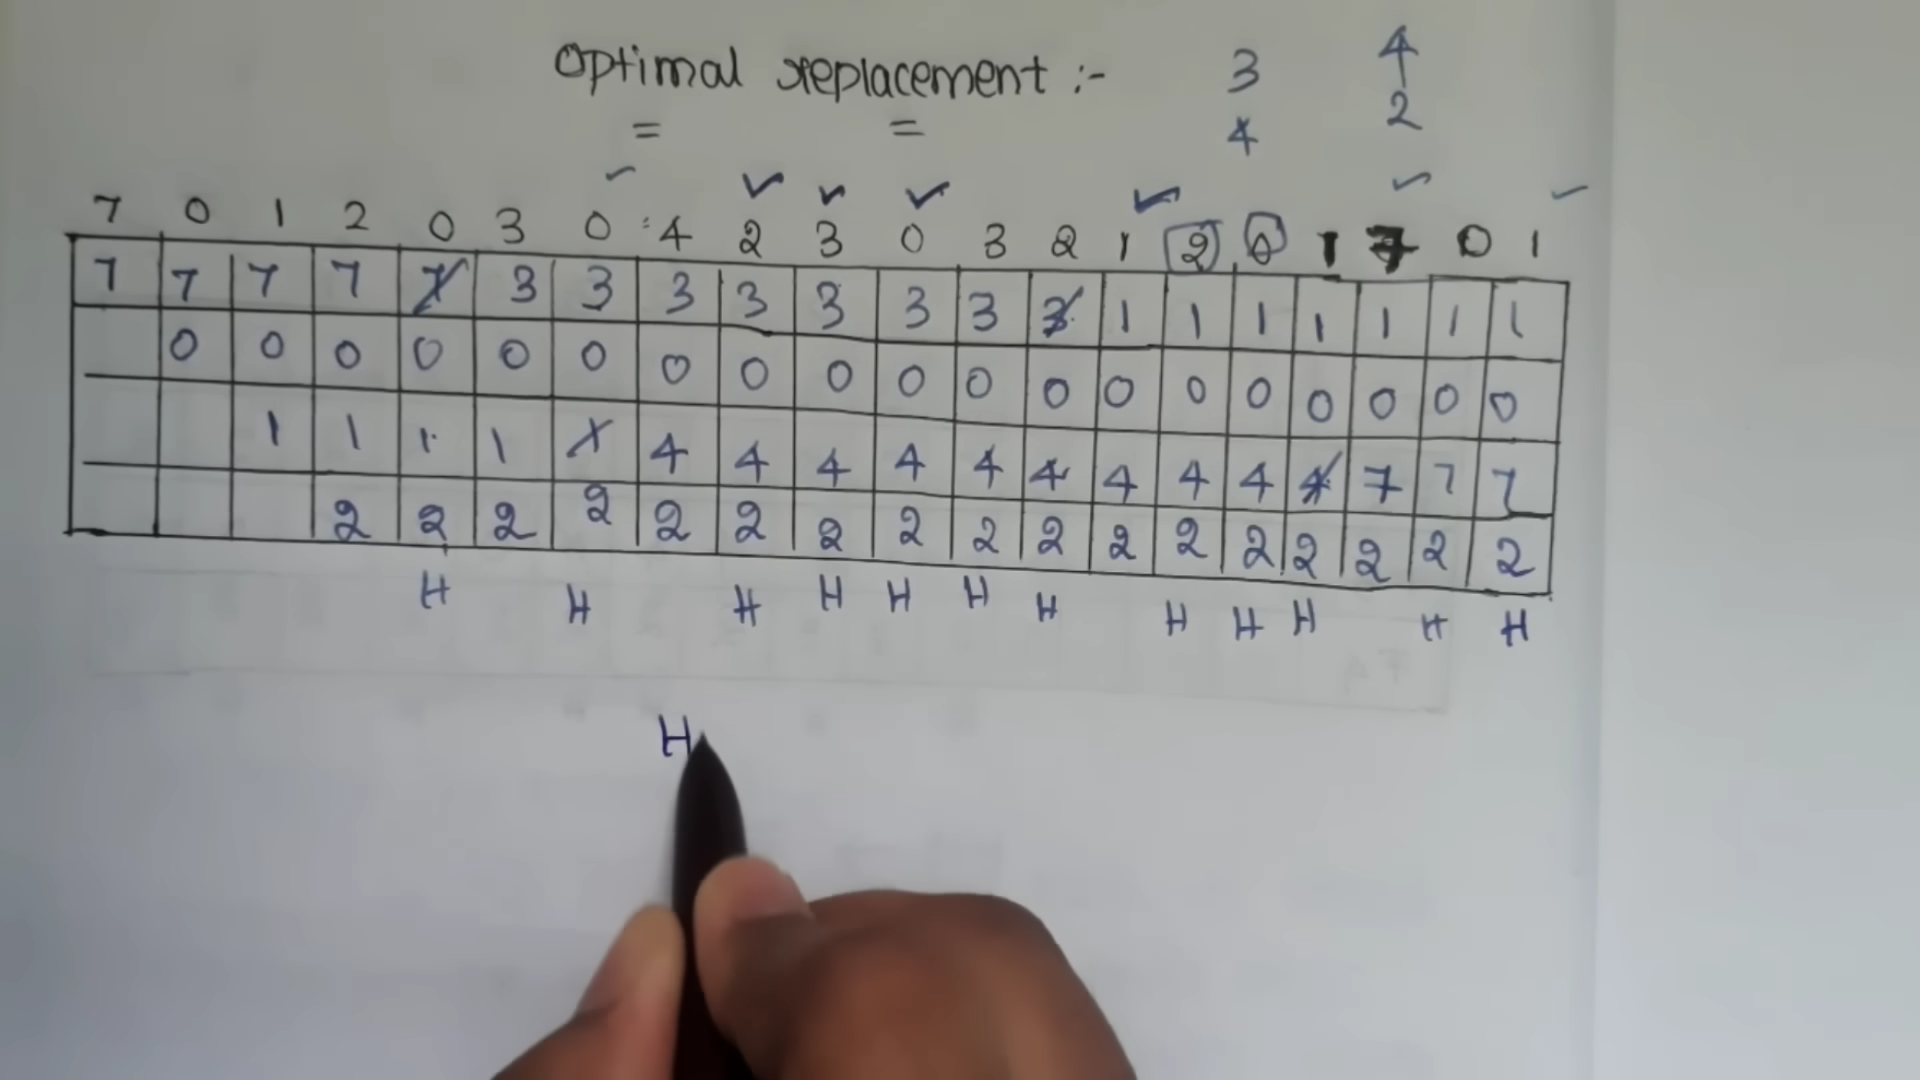 Optimal replacement :- 3 4
= = 4 2
7 0 1 2 0 3 0 4 2 3 0 3 2 1 2 0 1 7 0 1
7 7 7 7 7 3 3 3 3 3 3 3 3 1 1 1 1 1 1 1
0 0 0 0 0 0 0 0 0 0 0 0 0 0 0 0 0 0 0
1 1 1 1 1 4 4 4 4 4 4 4 4 4 4 7 7 7
2 2 2 2 2 2 2 2 2 2 2 2 2 2 2 2 2
H H H H H H H H H H H H
H